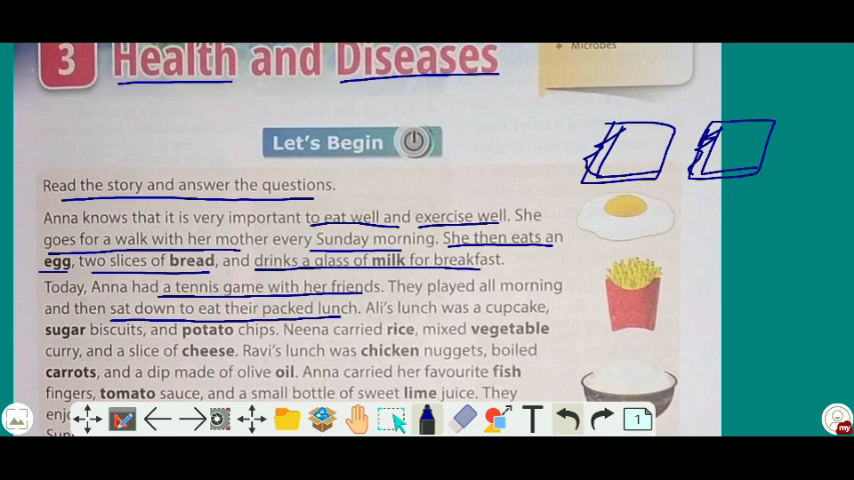 Microbes
3 Health and Diseases
Let's Begin
Read the story and answer the questions.
Anna knows that it is very important to eat well and exercise well. She
goes for a walk with her mother every Sunday morning. She then eats an
egg, two slices of bread, and drinks a glass of milk for breakfast.
Today, Anna had a tennis game with her friends. They played all morning
and then sat down to eat their packed lunch. Ali's lunch was a cupcake,
sugar biscuits, and potato chips. Neena carried rice, mixed vegetable
curry, and a slice of cheese. Ravi's lunch was chicken nuggets, boiled
carrots, and a dip made of olive oil. Anna carried her favourite fish
fingers, tomato sauce, and a small bottle of sweet lime juice. They
T
1
my